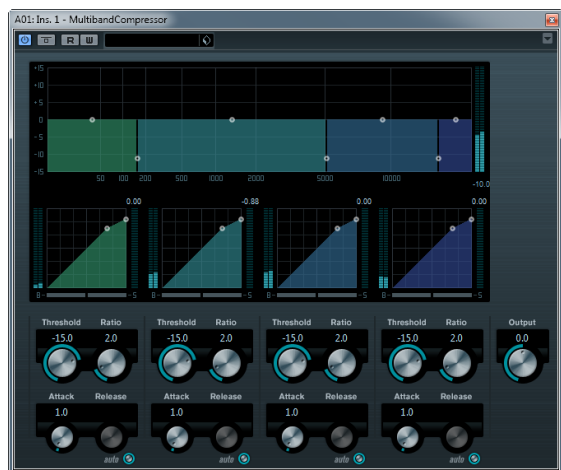 A01: Ins. 1 - MultibandCompressor
R W
+15
+10
+5
0
-5
-10
-15
50 100 200 500 1000 2000 5000 10000
-10.0
0.00 -0.88 0.00 0.00
B S B S B S B S
Threshold Ratio Threshold Ratio Threshold Ratio Threshold Ratio Output
-15.0 2.0 -15.0 2.0 -15.0 2.0 -15.0 2.0 0.0
Attack Release Attack Release Attack Release Attack Release
1.0 1.0 1.0 1.0
auto auto auto auto